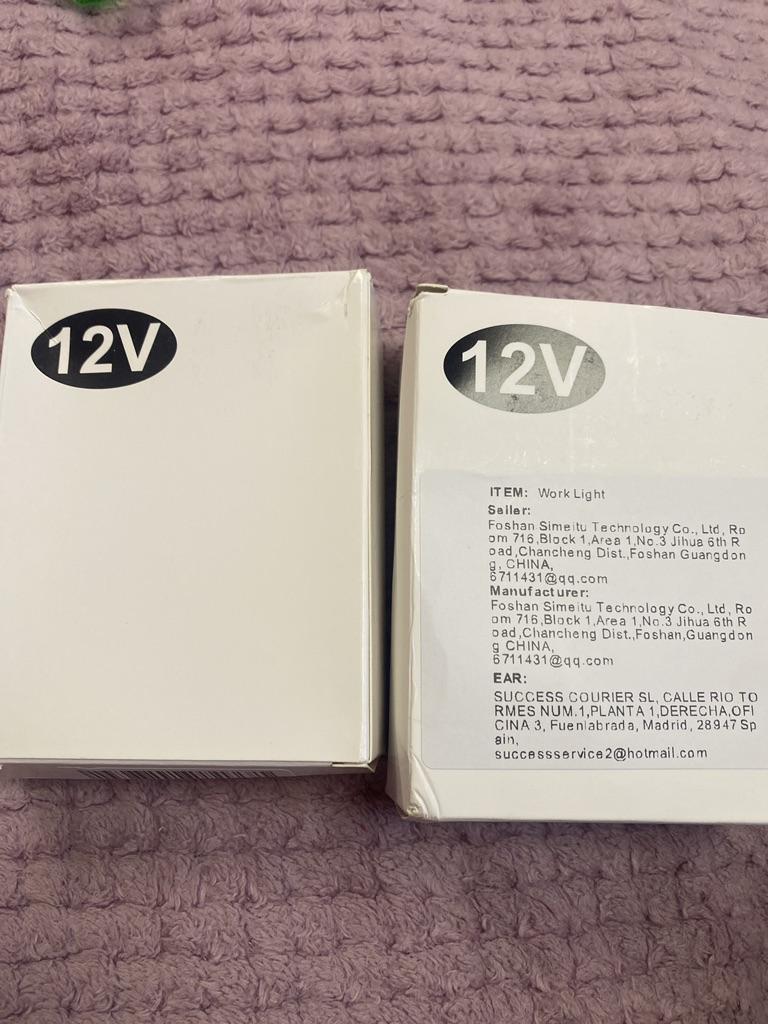 12V
12V
ITEM: Work Light
Seller:
Foshan Simeitu Technology Co., Ltd, Ro
om 716,Block 1,Area 1,No.3 Jihua 6th R
oad,Chancheng Dist.,Foshan Guangdon
g, CHINA,
6711431@qq.com
Manufacturer:
Foshan Simeitu Technology Co., Ltd, Ro
om 716,Block 1,Area 1,No.3 Jihua 6th R
oad,Chancheng Dist.,Foshan,Guangdon
g CHINA,
6711431@qq.com
EAR:
SUCCESS COURIER SL, CALLE RIO TO
RMES NUM.1,PLANTA 1,DERECHA,OFI
CINA 3, Fuenlabrada, Madrid, 28947 Sp
ain,
successservice2@hotmail.com